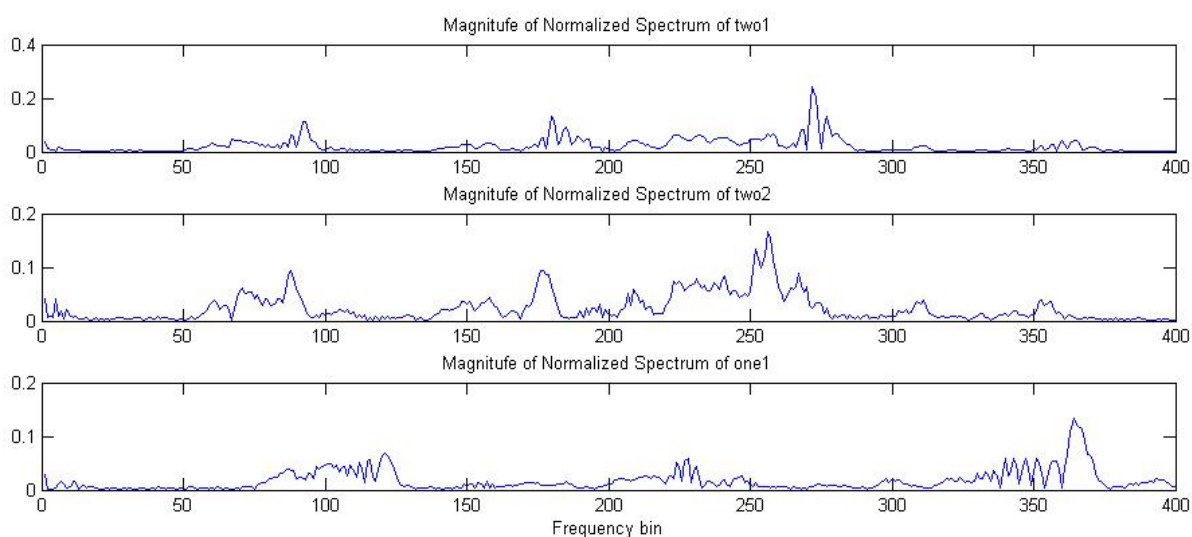 Magnitufe of Normalized Spectrum of two1
0.4
0.2
0
0 50 100 150 200 250 300 350 400
Magnitufe of Normalized Spectrum of two2
0.2
0.1
0
0 50 100 150 200 250 300 350 400
Magnitufe of Normalized Spectrum of one1
0.2
0.1
0
0 50 100 150 200 250 300 350 400
Frequency bin